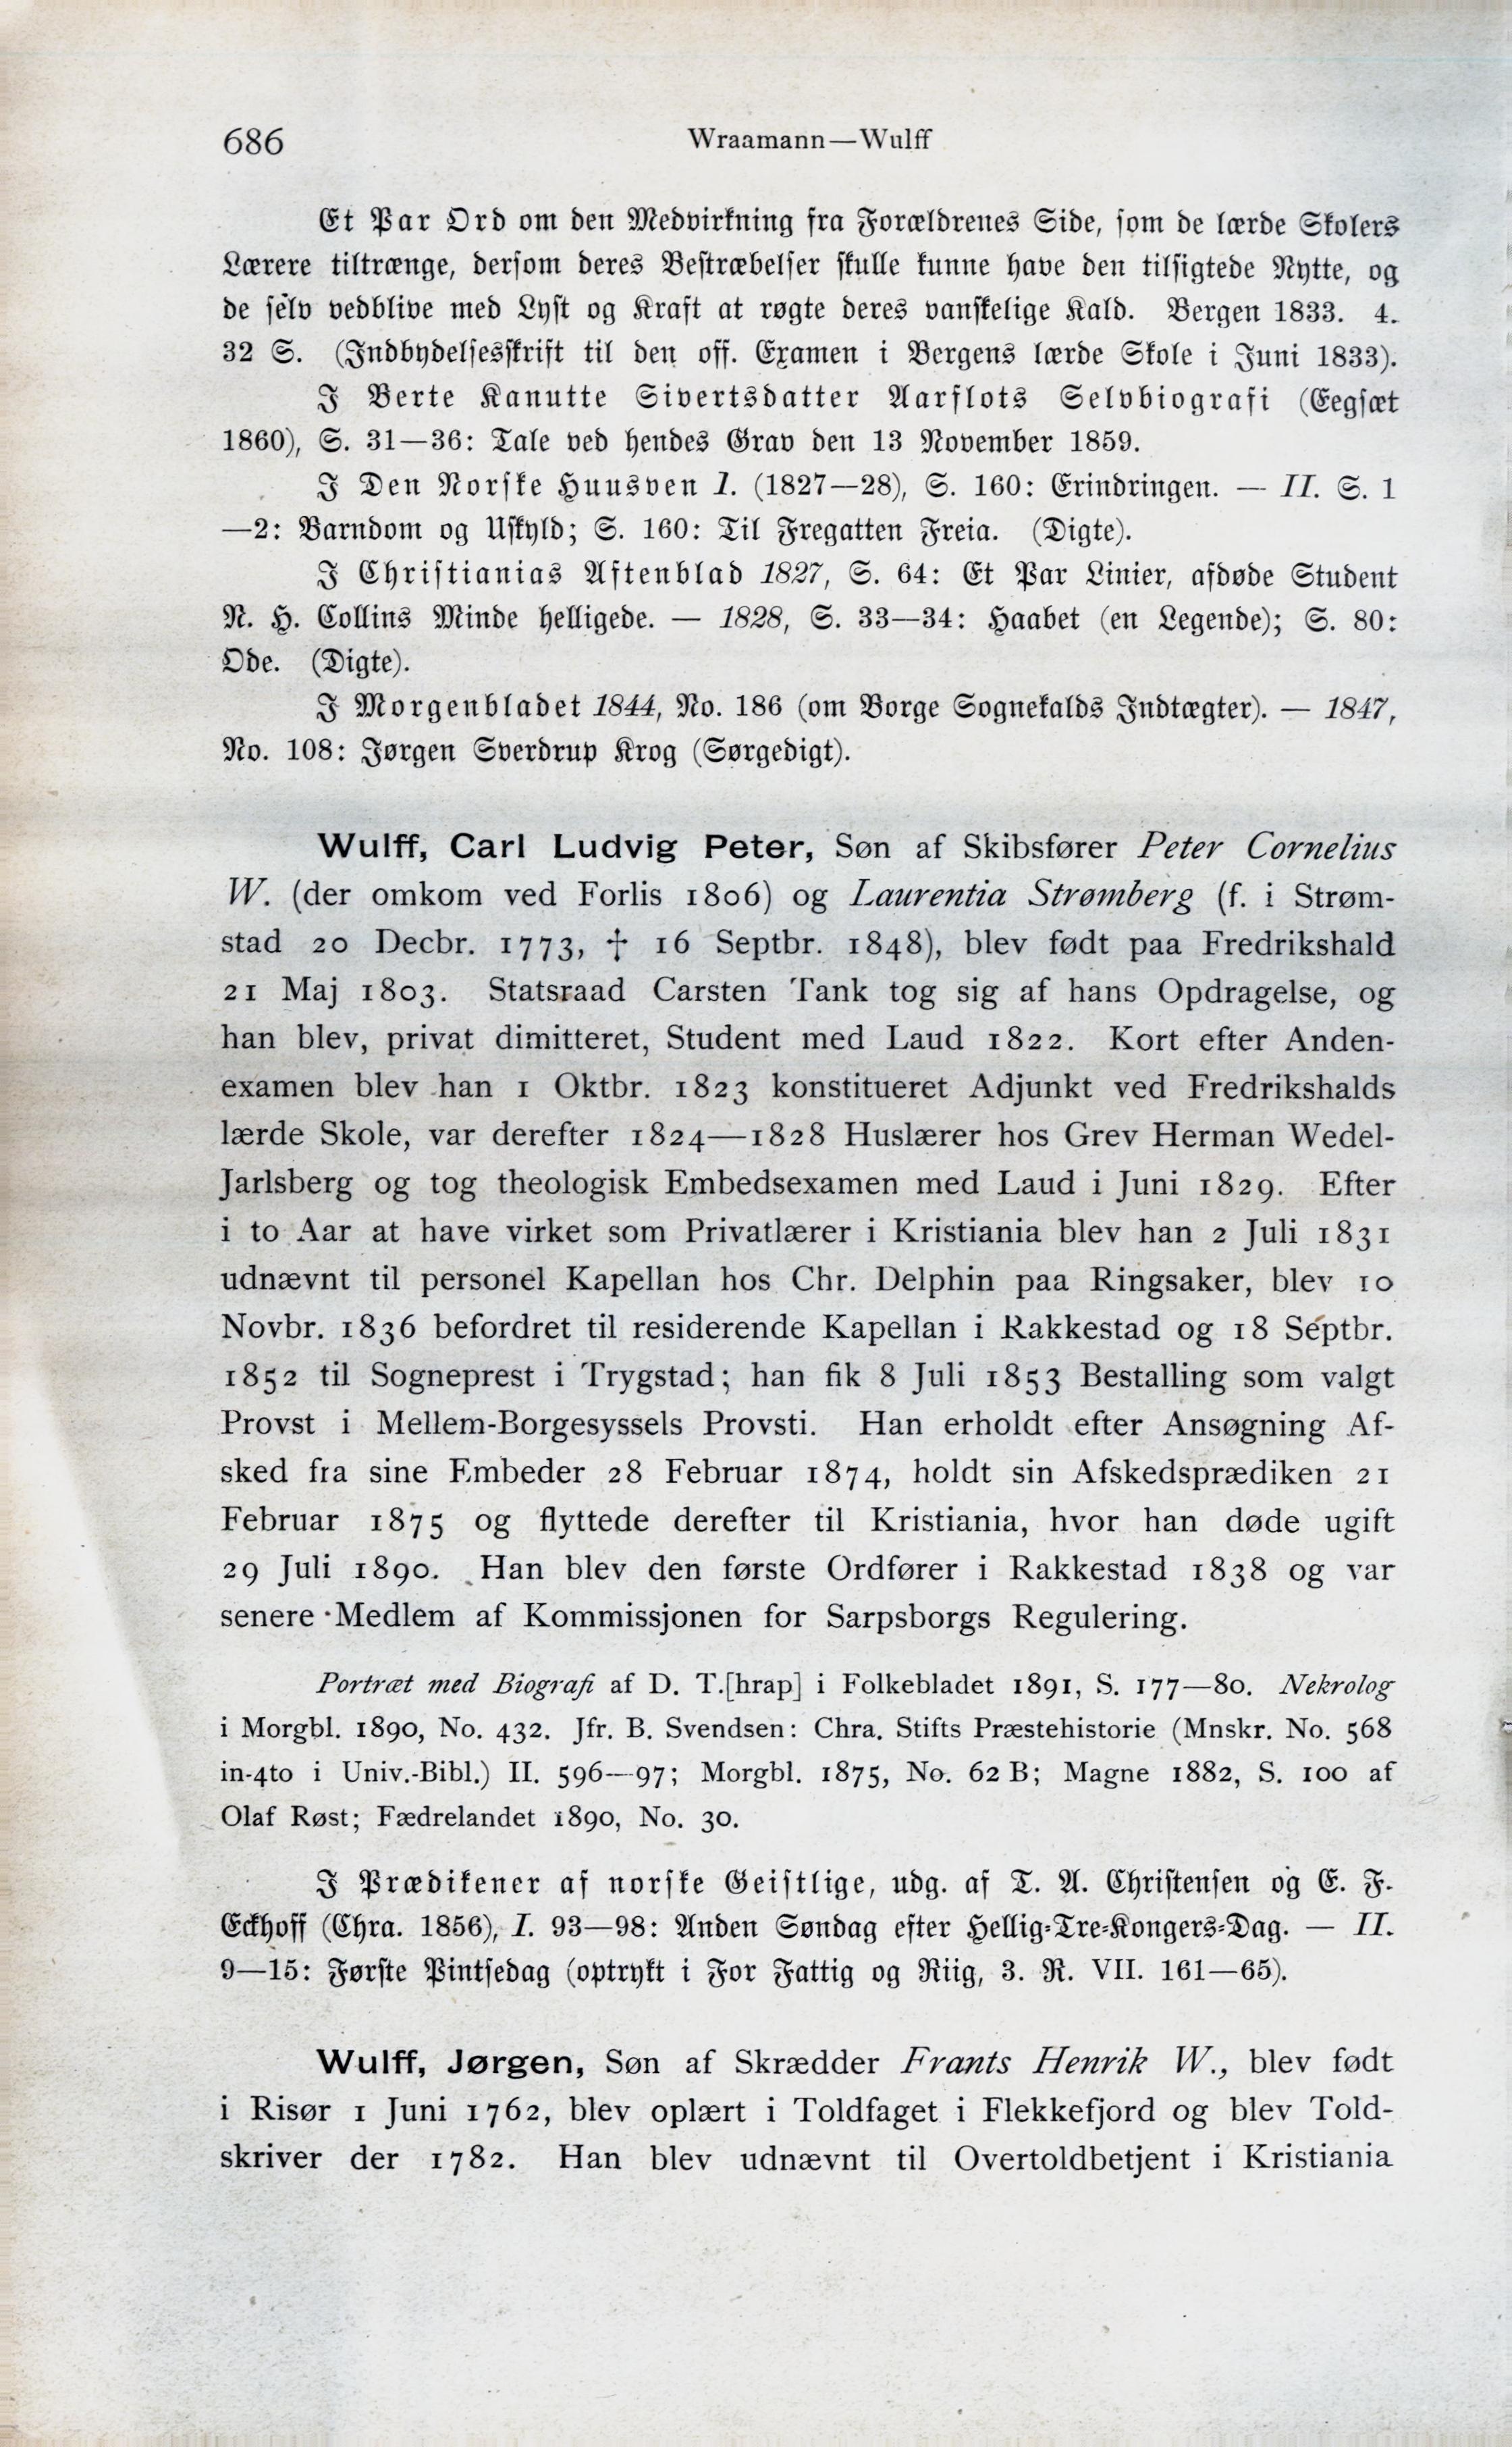 686
Wraamann—Wulff
Et Par Ord om den Medvirkning fra Forældrenes Side, som de lærde Skolers
Lærere tiltrænge, dersom deres Bestræbelser skulle kunne have den tilsigtede Nytte, og
de selv vedblive med Lyst og Kraft at røgte deres vanskelige Kald. Bergen 1833. 4.
32 S. (Indbydelsesskrift til den off. Examen i Bergens lærde Skole i Juni 1833).
I Berte Kanutte Sivertsdatter Aarflots Selvbiografi (Eegsæt
1860), S. 31—36: Tale ved hendes Grav den 13 November 1859.
I Den Norske Huusven I. (1827—28), S. 160: Erindringen. — II. S. 1
—2: Barndom og Uskyld; S. 160: Til Fregatten Freia. (Digte).
I Christianias Aftenblad 1827, S. 64: Et Par Linier, afdøde Student
N. H. Collins Minde helligede. — 1828, S. 33—34: Haabet (en Legende); S. 80:
Ode. (Digte).
I Morgenbladet 1844, No. 186 (om Borge Sognekalds Indtægter). — 1847,
No. 108: Jørgen Sverdrup Krog (Sørgedigt).
Wulff, Carl Ludvig Peter, Søn af Skibsfører Peter Cornelius
W. (der omkom ved Forlis 1806) og Laurentia Strømberg (f. i Strøm-
stad 20 Decbr. 1773, † 16 Septbr. 1848), blev født paa Fredrikshald
21 Maj 1803. Statsraad Carsten Tank tog sig af hans Opdragelse, og
han blev, privat dimitteret, Student med Laud 1822. Kort efter Anden-
examen blev han 1 Oktbr. 1823 konstitueret Adjunkt ved Fredrikshalds
lærde Skole, var derefter 1824—1828 Huslærer hos Grev Herman Wedel-
Jarlsberg og tog theologisk Embedsexamen med Laud i Juni 1829. Efter
i to Aar at have virket som Privatlærer i Kristiania blev han 2 Juli 1831
udnævnt til personel Kapellan hos Chr. Delphin paa Ringsaker, blev 10
Novbr. 1836 befordret til residerende Kapellan i Rakkestad og 18 Septbr.
1852 til Sogneprest i Trygstad; han fik 8 Juli 1853 Bestalling som valgt
Provst i Mellem-Borgesyssels Provsti. Han erholdt efter Ansøgning Af-
sked fra sine Embeder 28 Februar 1874, holdt sin Afskedsprædiken 21
Februar 1875 og flyttede derefter til Kristiania, hvor han døde ugift
29 Juli 1890. Han blev den første Ordfører i Rakkestad 1838 og var
senere Medlem af Kommissjonen for Sarpsborgs Regulering.
Portræt med Biografi af D. T.[hrap] i Folkebladet 1891, S. 177—80. Nekrolog
i Morgbl. 1890, No. 432. Jfr. B. Svendsen: Chra. Stifts Præstehistorie (Mnskr. No. 568
in-4to i Univ.-Bibl.) II. 596—97; Morgbl. 1875, No. 62 B; Magne 1882, S. 100 af
Olaf Røst; Fædrelandet 1890, No. 30.
I Prædikener af norske Geistlige, udg. af T. A. Christensen og E. F.
Eckhoff (Chra. 1856), I. 93—98: Anden Søndag efter Hellig-Tre-Kongers-Dag. — II.
9—15: Første Pintsedag (optrykt i For Fattig og Riig, 3. R. VII. 161—65).
Wulff, Jørgen, Søn af Skrædder Frants Henrik W., blev født
i Risør 1 Juni 1762, blev oplært i Toldfaget i Flekkefjord og blev Told-
skriver der 1782. Han blev udnævnt til Overtoldbetjent i Kristiania